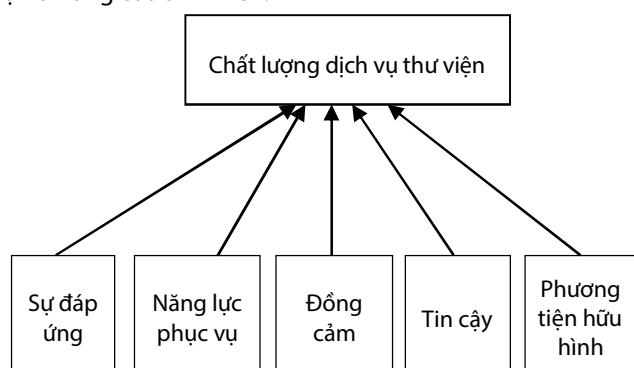 Chất lượng dịch vụ thư viện
Sự đáp
ứng
Năng lực
phục vụ
Đồng
cảm
Tin cậy
Phương
tiện hữu
hình